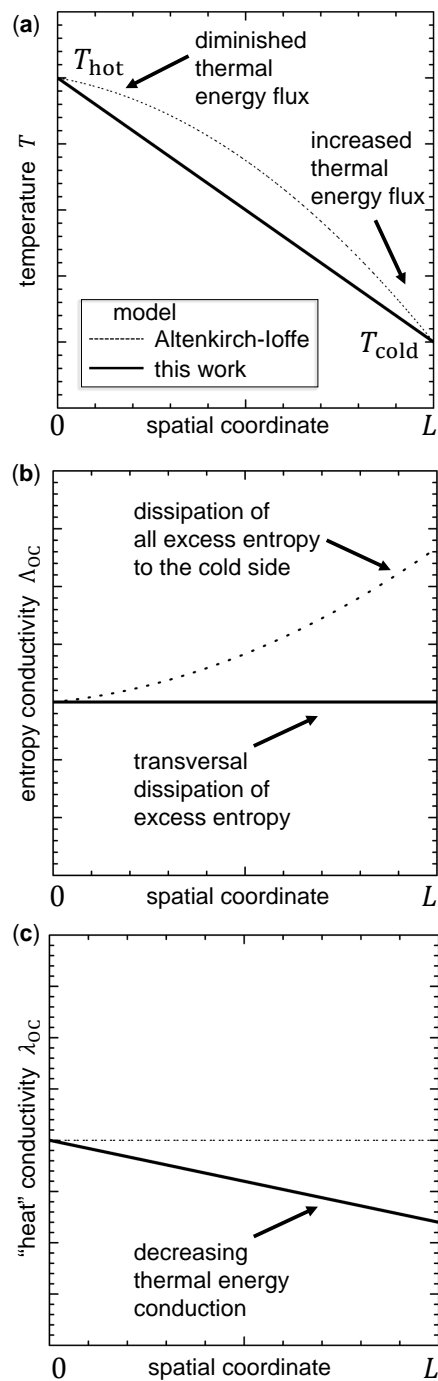 (a)
T_hot
diminished
thermal
energy flux
increased
thermal
energy flux
temperature T
model
Altenkirch-Ioffe
this work
T_cold
0
spatial coordinate
L
(b)
dissipation of
all excess entropy
to the cold side
entropy conductivity Λ_OC
transversal
dissipation of
excess entropy
0
spatial coordinate
L
(c)
“heat” conductivity λ_OC
decreasing
thermal energy
conduction
0
spatial coordinate
L